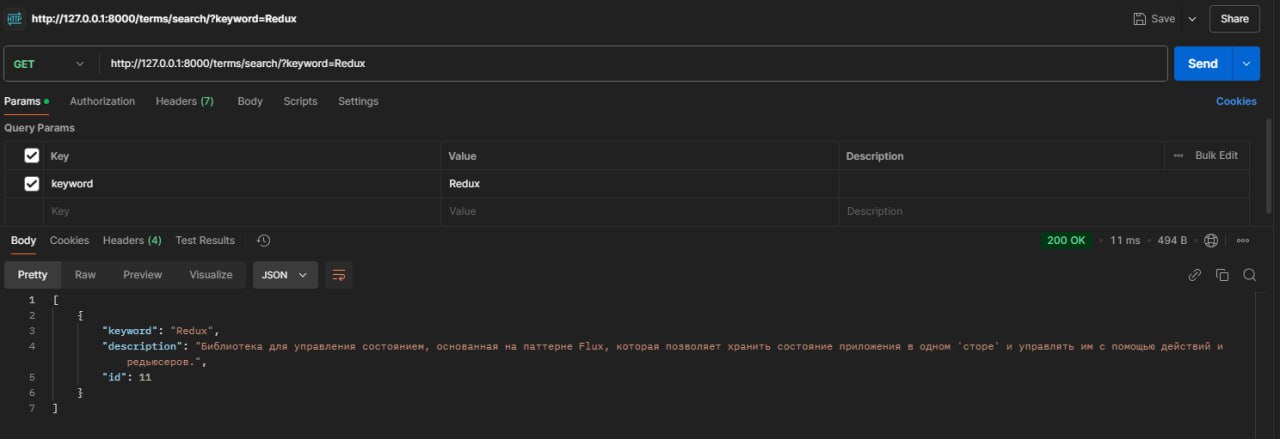 HTTP http://127.0.0.1:8000/terms/search/?keyword=Redux Save Share
GET http://127.0.0.1:8000/terms/search/?keyword=Redux Send
Params Authorization Headers (7) Body Scripts Settings Cookies
Query Params
Key Value Description Bulk Edit
keyword Redux
Key Value Description
Body Cookies Headers (4) Test Results 200 OK 11 ms 494 B
Pretty Raw Preview Visualize JSON
1 [
2 {
3 "keyword": "Redux",
4 "description": "Библиотека для управления состоянием, основанная на паттерне Flux, которая позволяет хранить состояние приложения в одном 'сторе' и управлять им с помощью действий и
редьюсеров.",
5 "id": 11
6 }
7 ]